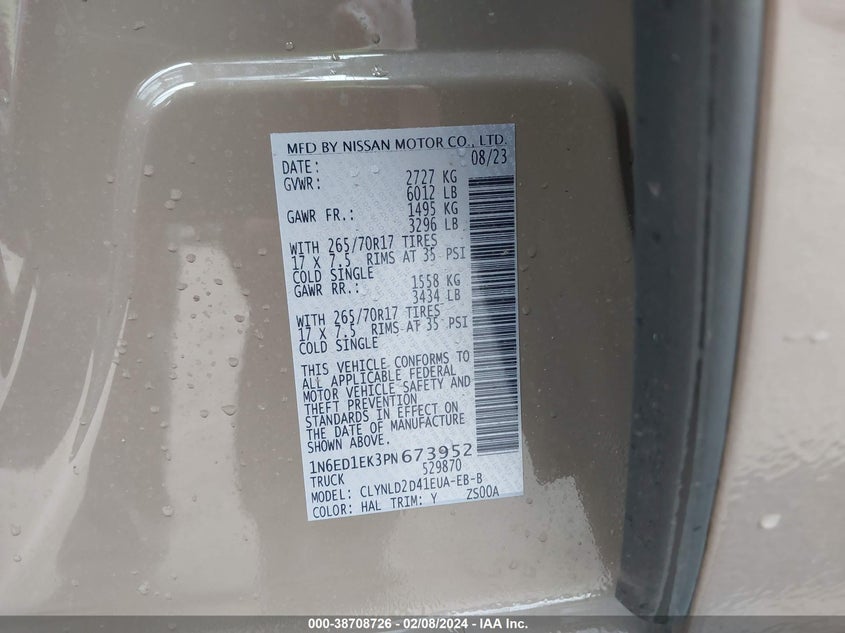 MFD BY NISSAN MOTOR CO., LTD.
DATE: 08/23
GVWR: 2727 KG
6012 LB
GAWR FR.: 1495 KG
3296 LB
WITH 265/70R17 TIRES
17 X 7.5 RIMS AT 35 PSI
COLD SINGLE
GAWR RR.: 1558 KG
3434 LB
WITH 265/70R17 TIRES
17 X 7.5 RIMS AT 35 PSI
COLD SINGLE
THIS VEHICLE CONFORMS TO
ALL APPLICABLE FEDERAL
MOTOR VEHICLE SAFETY AND
THEFT PREVENTION
STANDARDS IN EFFECT ON
THE DATE OF MANUFACTURE
SHOWN ABOVE.
1N6ED1EK3PN673952
TRUCK 529870
MODEL: CLYNLD2D41EUA-EB-B
COLOR: HAL TRIM: Y ZS00A
000-38708726 - 02/08/2024 - IAA Inc.